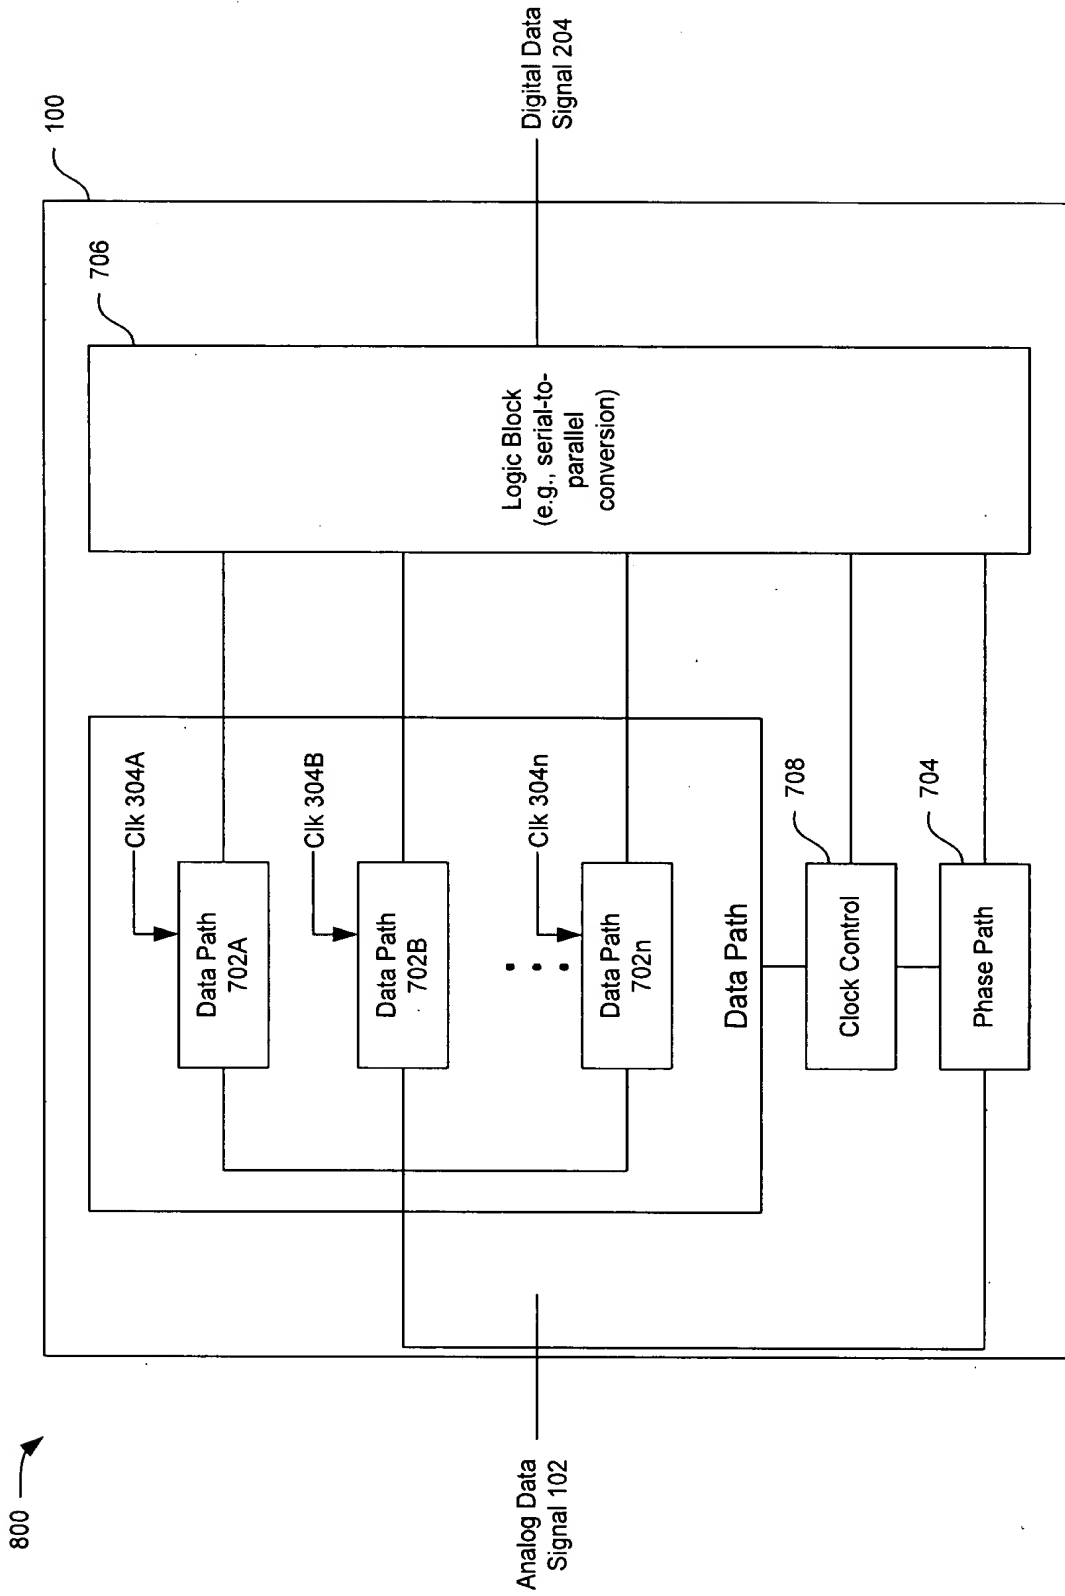 800
100
706
Analog Data
Signal 102
Digital Data
Signal 204
Logic Block
(e.g., serial-to-
parallel
conversion)
Clk 304A
Data Path
702A
Clk 304B
Data Path
702B
Clk 304n
Data Path
702n
Data Path
708
Clock Control
704
Phase Path